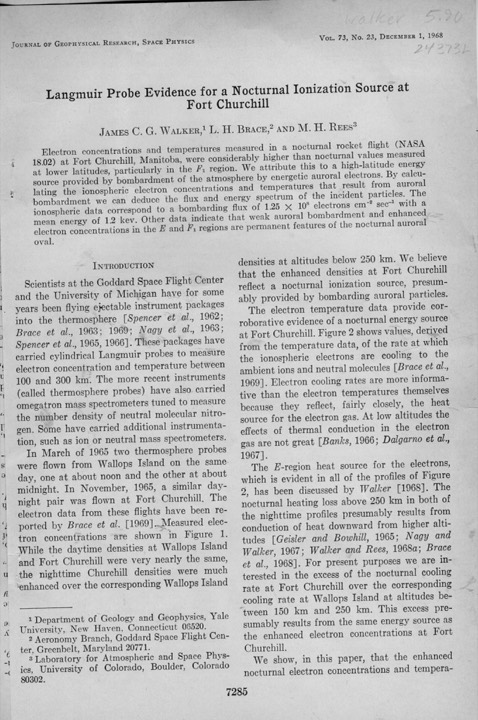 walker 5.90
243732
JOURNAL OF GEOPHYSICAL RESEARCH, SPACE PHYSICS
VOL. 73, NO. 23, DECEMBER 1, 1968
Langmuir Probe Evidence for a Nocturnal Ionization Source at
Fort Churchill
JAMES C. G. WALKER,¹ L. H. BRACE,² AND M. H. REES³
Electron concentrations and temperatures measured in a nocturnal rocket flight (NASA
18.02) at Fort Churchill, Manitoba, were considerably higher than nocturnal values measured
at lower latitudes, particularly in the F₁ region. We attribute this to a high-latitude energy
source provided by bombardment of the atmosphere by energetic auroral electrons. By calcu-
lating the ionospheric electron concentrations and temperatures that result from auroral
bombardment we can deduce the flux and energy spectrum of the incident particles. The
ionospheric data correspond to a bombarding flux of 1.25 × 10⁸ electrons cm⁻² sec⁻¹ with a
mean energy of 1.2 kev. Other data indicate that weak auroral bombardment and enhanced
electron concentrations in the E and F₁ regions are permanent features of the nocturnal auroral
oval.
INTRODUCTION
Scientists at the Goddard Space Flight Center
and the University of Michigan have for some
years been flying ejectable instrument packages
into the thermosphere [Spencer et al., 1962;
Brace et al., 1963; 1969; Nagy et al., 1963;
Spencer et al., 1965, 1966]. These packages have
carried cylindrical Langmuir probes to measure
electron concentration and temperature between
100 and 300 km. The more recent instruments
(called thermosphere probes) have also carried
omegatron mass spectrometers tuned to measure
the number density of neutral molecular nitro-
gen. Some have carried additional instrumenta-
tion, such as ion or neutral mass spectrometers.
In March of 1965 two thermosphere probes
were flown from Wallops Island on the same
day, one at about noon and the other at about
midnight. In November, 1965, a similar day-
night pair was flown at Fort Churchill. The
electron data from these flights have been re-
ported by Brace et al. [1969]. Measured elec-
tron concentrations are shown in Figure 1.
While the daytime densities at Wallops Island
and Fort Churchill were very nearly the same,
the nighttime Churchill densities were much
enhanced over the corresponding Wallops Island
¹ Department of Geology and Geophysics, Yale
University, New Haven, Connecticut 06520.
² Aeronomy Branch, Goddard Space Flight Cen-
ter, Greenbelt, Maryland 20771.
³ Laboratory for Atmospheric and Space Phys-
ics, University of Colorado, Boulder, Colorado
80302.
densities at altitudes below 250 km. We believe
that the enhanced densities at Fort Churchill
reflect a nocturnal ionization source, presum-
ably provided by bombarding auroral particles.
The electron temperature data provide cor-
roborative evidence of a nocturnal energy source
at Fort Churchill. Figure 2 shows values, derived
from the temperature data, of the rate at which
the ionospheric electrons are cooling to the
ambient ions and neutral molecules [Brace et al.,
1969]. Electron cooling rates are more informa-
tive than the electron temperatures themselves
because they reflect, fairly closely, the heat
source for the electron gas. At low altitudes the
effects of thermal conduction in the electron
gas are not great [Banks, 1966; Dalgarno et al.,
1967].
The E-region heat source for the electrons,
which is evident in all of the profiles of Figure
2, has been discussed by Walker [1968]. The
nocturnal heating loss above 250 km in both of
the nighttime profiles presumably results from
conduction of heat downward from higher alti-
tudes [Geisler and Bowhill, 1965; Nagy and
Walker, 1967; Walker and Rees, 1968a; Brace
et al., 1968]. For present purposes we are in-
terested in the excess of the nocturnal cooling
rate at Fort Churchill over the corresponding
cooling rate at Wallops Island at altitudes be-
tween 150 km and 250 km. This excess pre-
sumably results from the same energy source as
the enhanced electron concentrations at Fort
Churchill.
We show, in this paper, that the enhanced
nocturnal electron concentrations and tempera-
7285